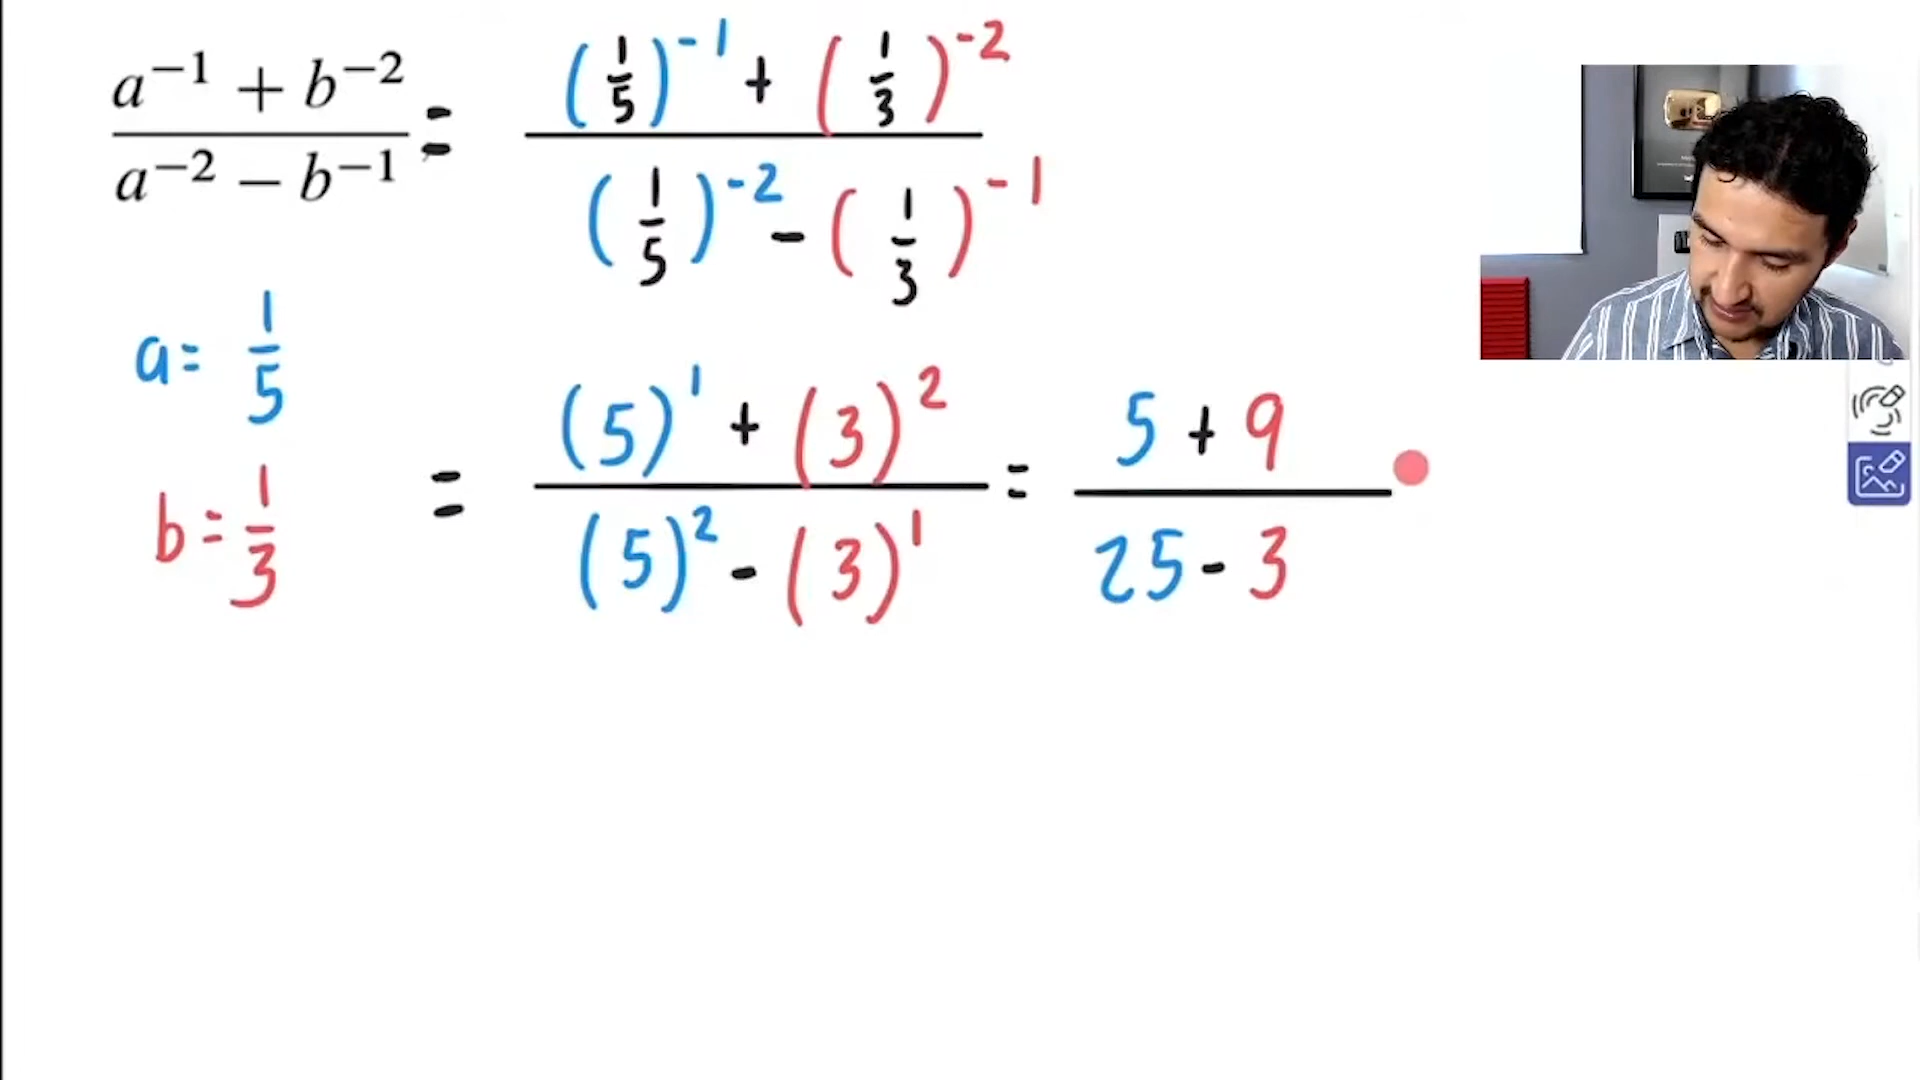 a⁻¹ + b⁻² / a⁻² − b⁻¹ = (1/5)⁻¹ + (1/3)⁻² / (1/5)⁻² - (1/3)⁻¹
a = 1/5
b = 1/3
= (5)¹ + (3)² / (5)² - (3)¹ = 5 + 9 / 25 - 3